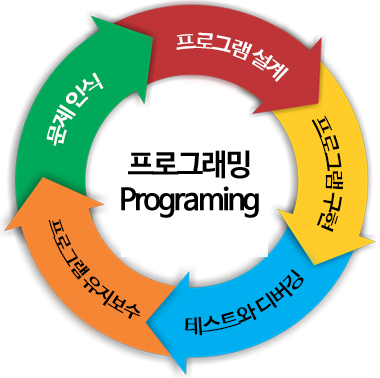 프로그래밍
Programing
문제 인식
프로그램 설계
프로그램 구현
테스트와 디버깅
프로그램 유지보수